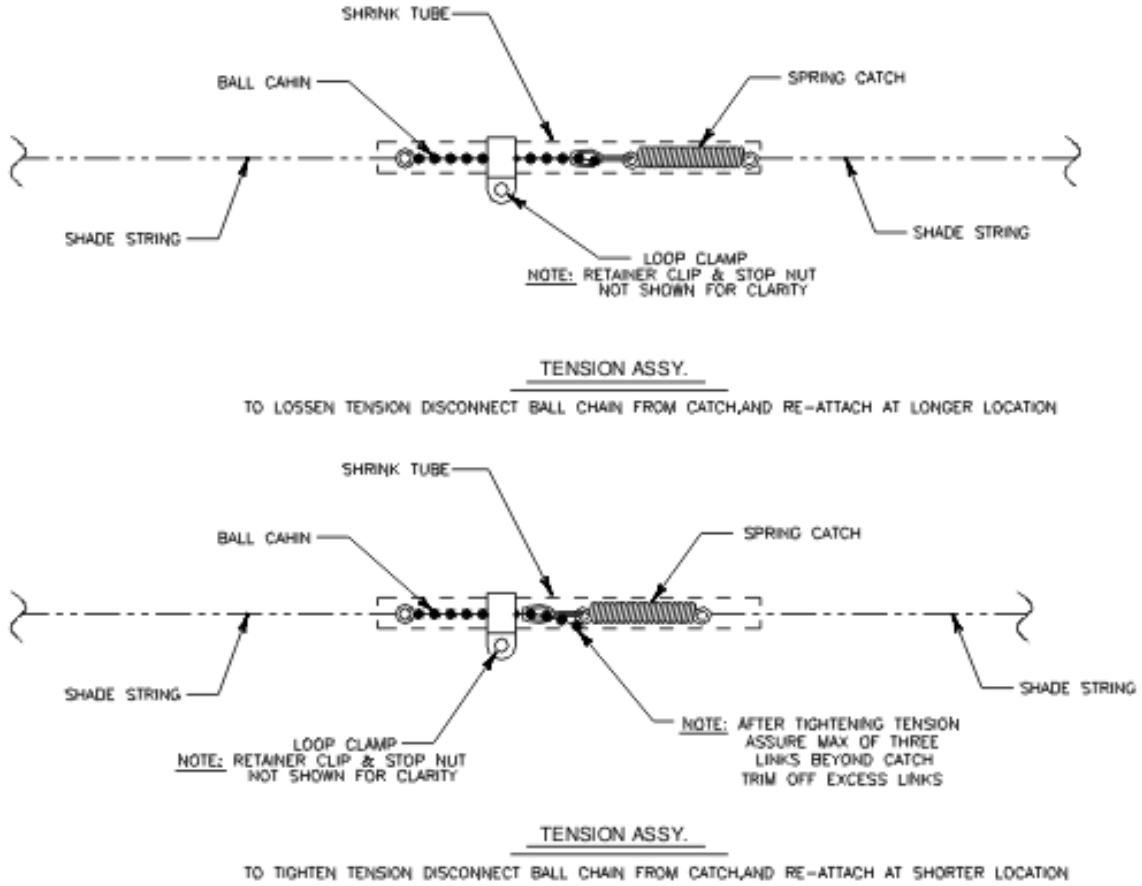 SHRINK TUBE
BALL CAHIN
SPRING CATCH
SHADE STRING
SHADE STRING
LOOP CLAMP
NOTE: RETAINER CLIP & STOP NUT
NOT SHOWN FOR CLARITY
TENSION ASSY.
TO LOSSEN TENSION DISCONNECT BALL CHAIN FROM CATCH,AND RE-ATTACH AT LONGER LOCATION
SHRINK TUBE
BALL CAHIN
SPRING CATCH
SHADE STRING
SHADE STRING
LOOP CLAMP
NOTE: RETAINER CLIP & STOP NUT
NOT SHOWN FOR CLARITY
NOTE: AFTER TIGHTENING TENSION
ASSURE MAX OF THREE
LINKS BEYOND CATCH
TRIM OFF EXCESS LINKS
TENSION ASSY.
TO TIGHTEN TENSION DISCONNECT BALL CHAIN FROM CATCH,AND RE-ATTACH AT SHORTER LOCATION